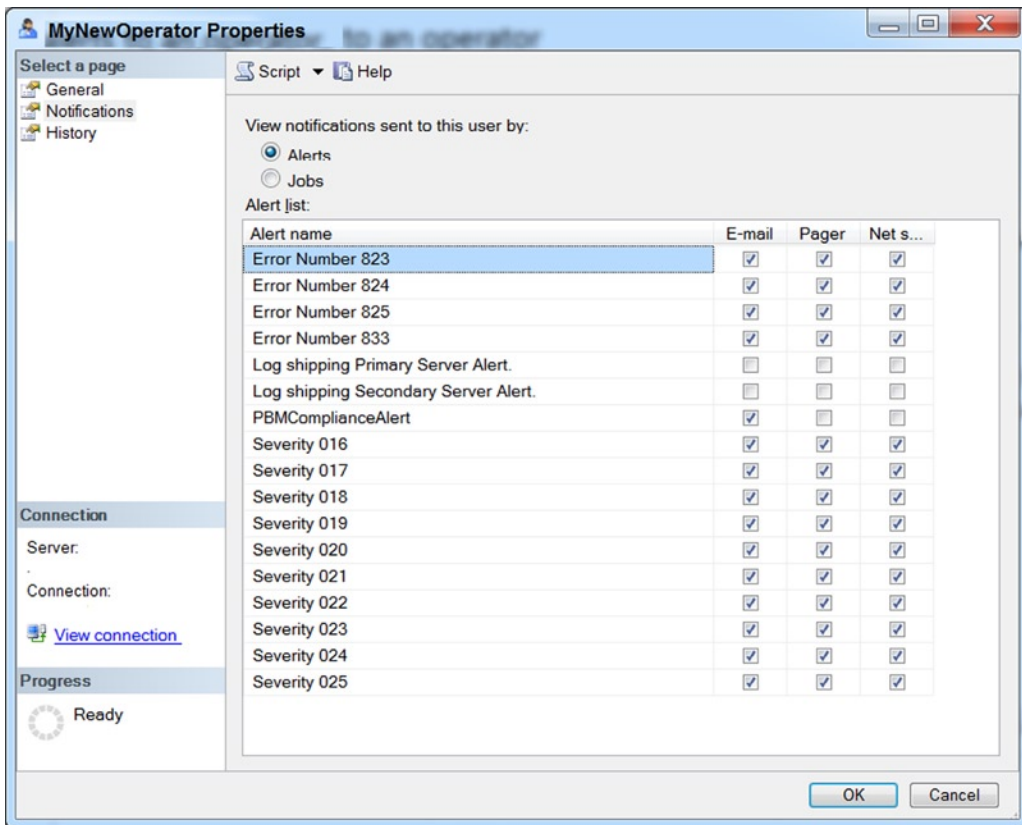 MyNewOperator Properties
Select a page
General
Notifications
History
Script
Help
View notifications sent to this user by:
Alerts
Jobs
Alert list:
Alert name E-mail Pager Net s...
Error Number 823
Error Number 824
Error Number 825
Error Number 833
Log shipping Primary Server Alert.
Log shipping Secondary Server Alert.
PBMComplianceAlert
Severity 016
Severity 017
Severity 018
Severity 019
Severity 020
Severity 021
Severity 022
Severity 023
Severity 024
Severity 025
Connection
Server:
.
Connection:
View connection
Progress
Ready
OK
Cancel